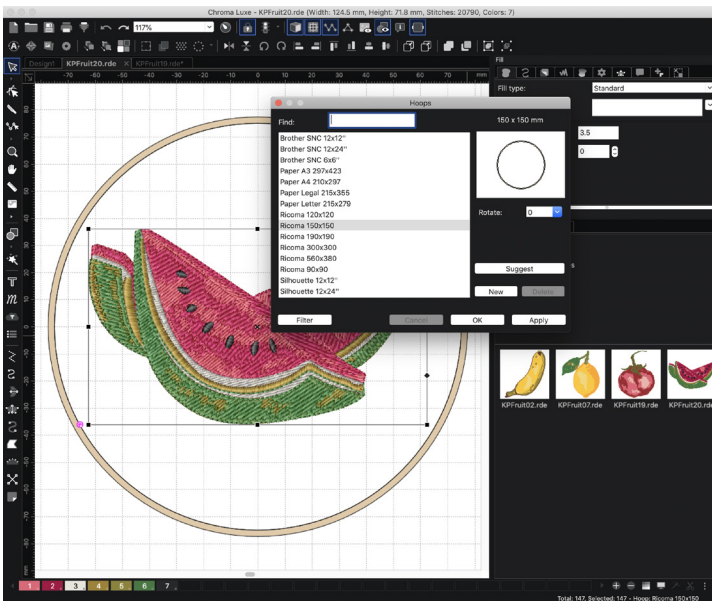 Chroma Luxe - KPFruit20.rde (Width: 124.5 mm, Height: 71.8 mm, Stitches: 20790, Colors: 7)
117%
Design1 KPFruit20.rde × KPFruit19.rde*
Fill
-70 -60 -50 -40 -30 -20 -10 0 10 20 30 40 50 60 70 mm
Fill type: Standard
Hoops
Find:
150 x 150 mm
3.5
0
Brother SNC 12x12"
Brother SNC 12x24"
Brother SNC 6x6"
Paper A3 297x423
Paper A4 210x297
Paper Legal 215x355
Paper Letter 215x279
Ricoma 120x120
Ricoma 150x150
Ricoma 190x190
Ricoma 300x300
Ricoma 560x380
Ricoma 90x90
Silhouette 12x12"
Silhouette 12x24"
Rotate: 0
Suggest
New Delete
Filter Cancel OK Apply
KPFruit02.rde KPFruit07.rde KPFruit19.rde KPFruit20.rde
1 2 3 4 5 6 7
Total: 147, Selected: 147 - Hoop: Ricoma 150x150